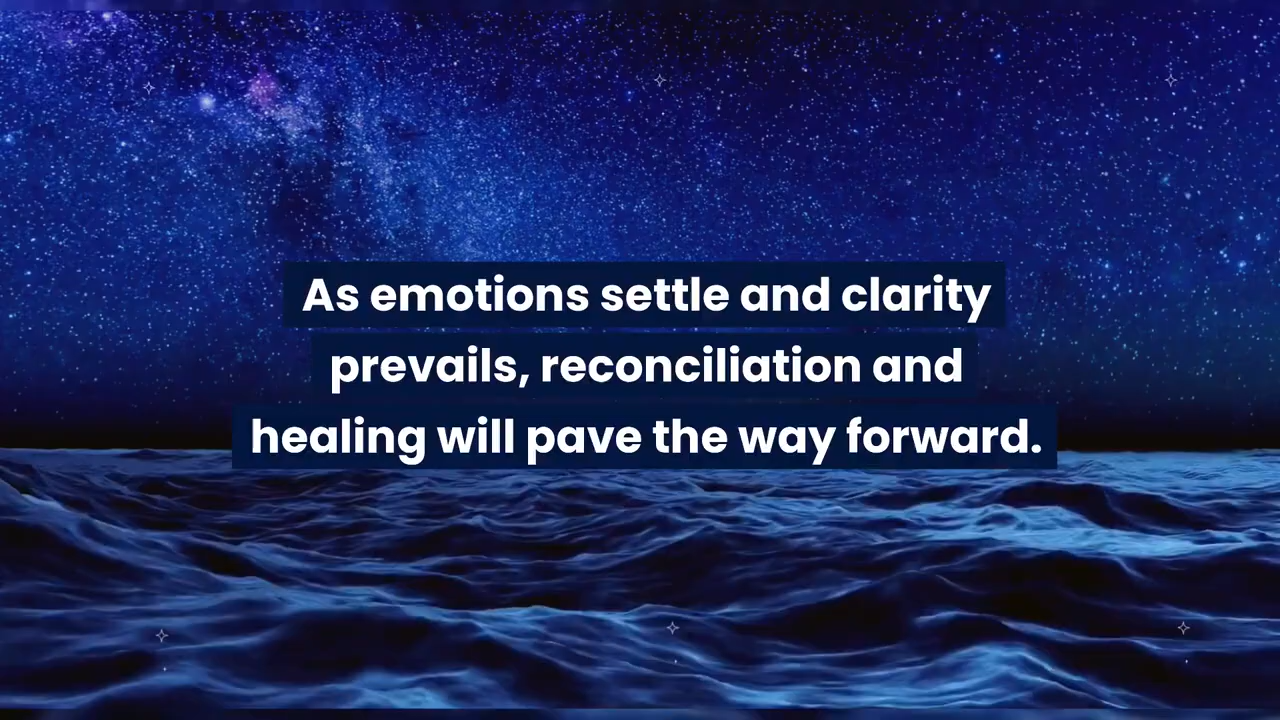 As emotions settle and clarity
prevails, reconciliation and
healing will pave the way forward.